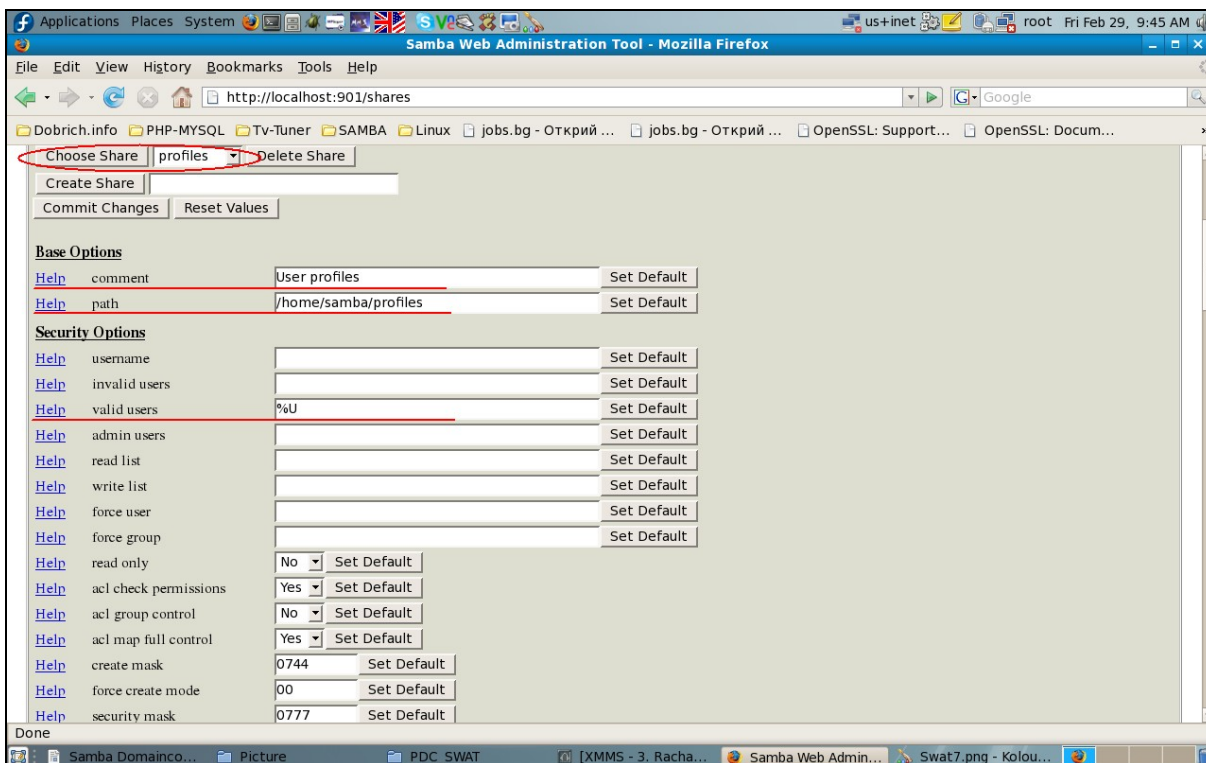 Applications Places System us+inet root Fri Feb 29, 9:45 AM
Samba Web Administration Tool - Mozilla Firefox
File Edit View History Bookmarks Tools Help
http://localhost:901/shares Google
Dobrich.info PHP-MYSQL Tv-Tuner SAMBA Linux jobs.bg - Открий ... jobs.bg - Открий ... OpenSSL: Support... OpenSSL: Docum...
Choose Share profiles Delete Share
Create Share
Commit Changes Reset Values
Base Options
Help comment User profiles Set Default
Help path /home/samba/profiles Set Default
Security Options
Help username Set Default
Help invalid users Set Default
Help valid users %U Set Default
Help admin users Set Default
Help read list Set Default
Help write list Set Default
Help force user Set Default
Help force group Set Default
Help read only No Set Default
Help acl check permissions Yes Set Default
Help acl group control No Set Default
Help acl map full control Yes Set Default
Help create mask 0744 Set Default
Help force create mode 00 Set Default
Help security mask 0777 Set Default
Done
Samba Domainco... Picture PDC_SWAT [XMMS - 3. Racha... Samba Web Admin... Swat7.png - Kolou...